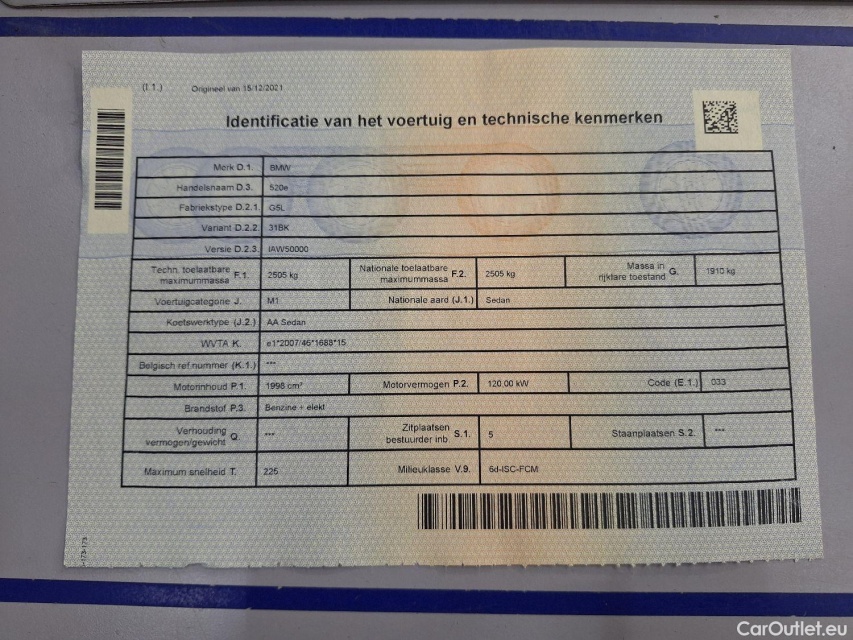 (I.1.) Origineel van 15/12/2021
Identificatie van het voertuig en technische kenmerken
Merk D.1. BMW
Handelsnaam D.3. 520e
Fabriekstype D.2.1 G5L
Variant D.2.2. 31BK
Versie D.2.3. IAW50000
Techn. toelaatbare maximummassa F.1. 2505 kg Nationale toelaatbare maximummassa F.2. 2505 kg Massa in rijklare toestand G. 1910 kg
Voertuigcategorie J. M1 Nationale aard (J.1.) Sedan
Koetswerktype (J.2.) AA Sedan
WVTA K. e1*2007/46*1688*15
Belgisch ref.nummer (K.1.) ***
Motorinhoud P.1. 1998 cm³ Motorvermogen P.2. 120.00 kW Code (E.1.) 033
Brandstof P.3. Benzine + elekt
Verhouding vermogen/gewicht Q. *** Zitplaatsen bestuurder inb. S.1. 5 Staanplaatsen S.2. ***
Maximum snelheid T. 225 Milieuklasse V.9. 6d-ISC-FCM
CarOutlet.eu